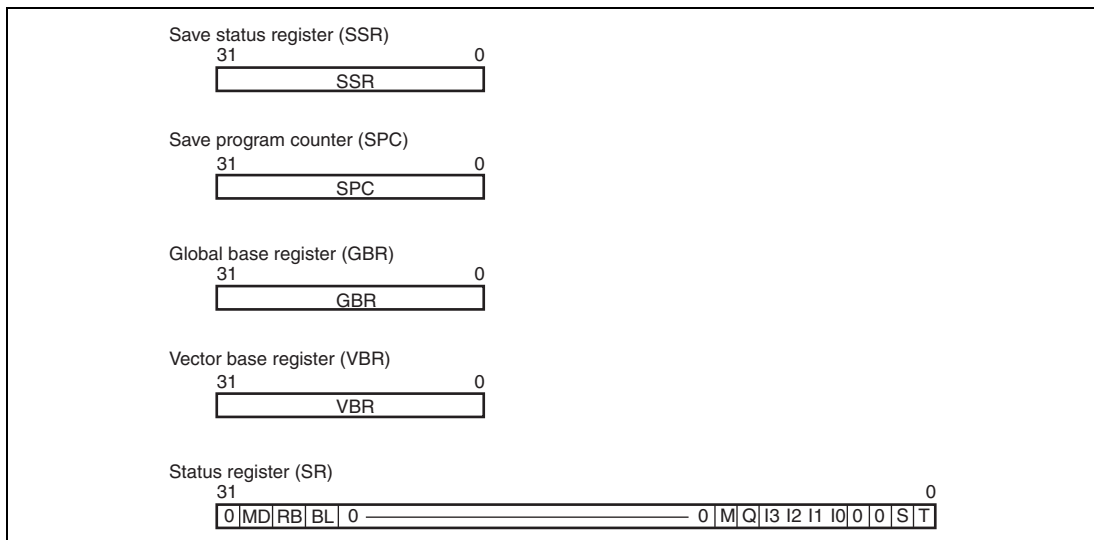 Save status register (SSR)
31 0
SSR
Save program counter (SPC)
31 0
SPC
Global base register (GBR)
31 0
GBR
Vector base register (VBR)
31 0
VBR
Status register (SR)
31 0
0 MD RB BL 0 0 M Q I3 I2 I1 I0 0 0 S T